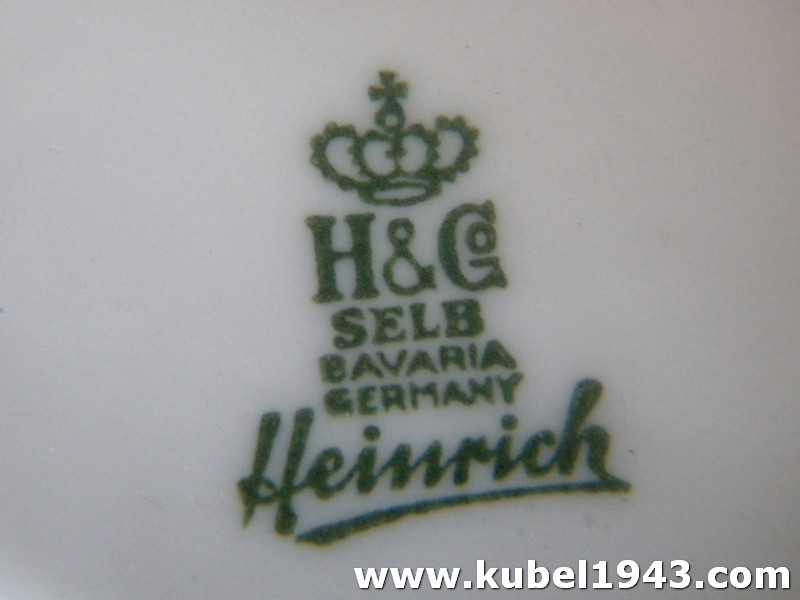 H&Co
SELB
BAVARIA
GERMANY
Heinrich
www.kubel1943.com